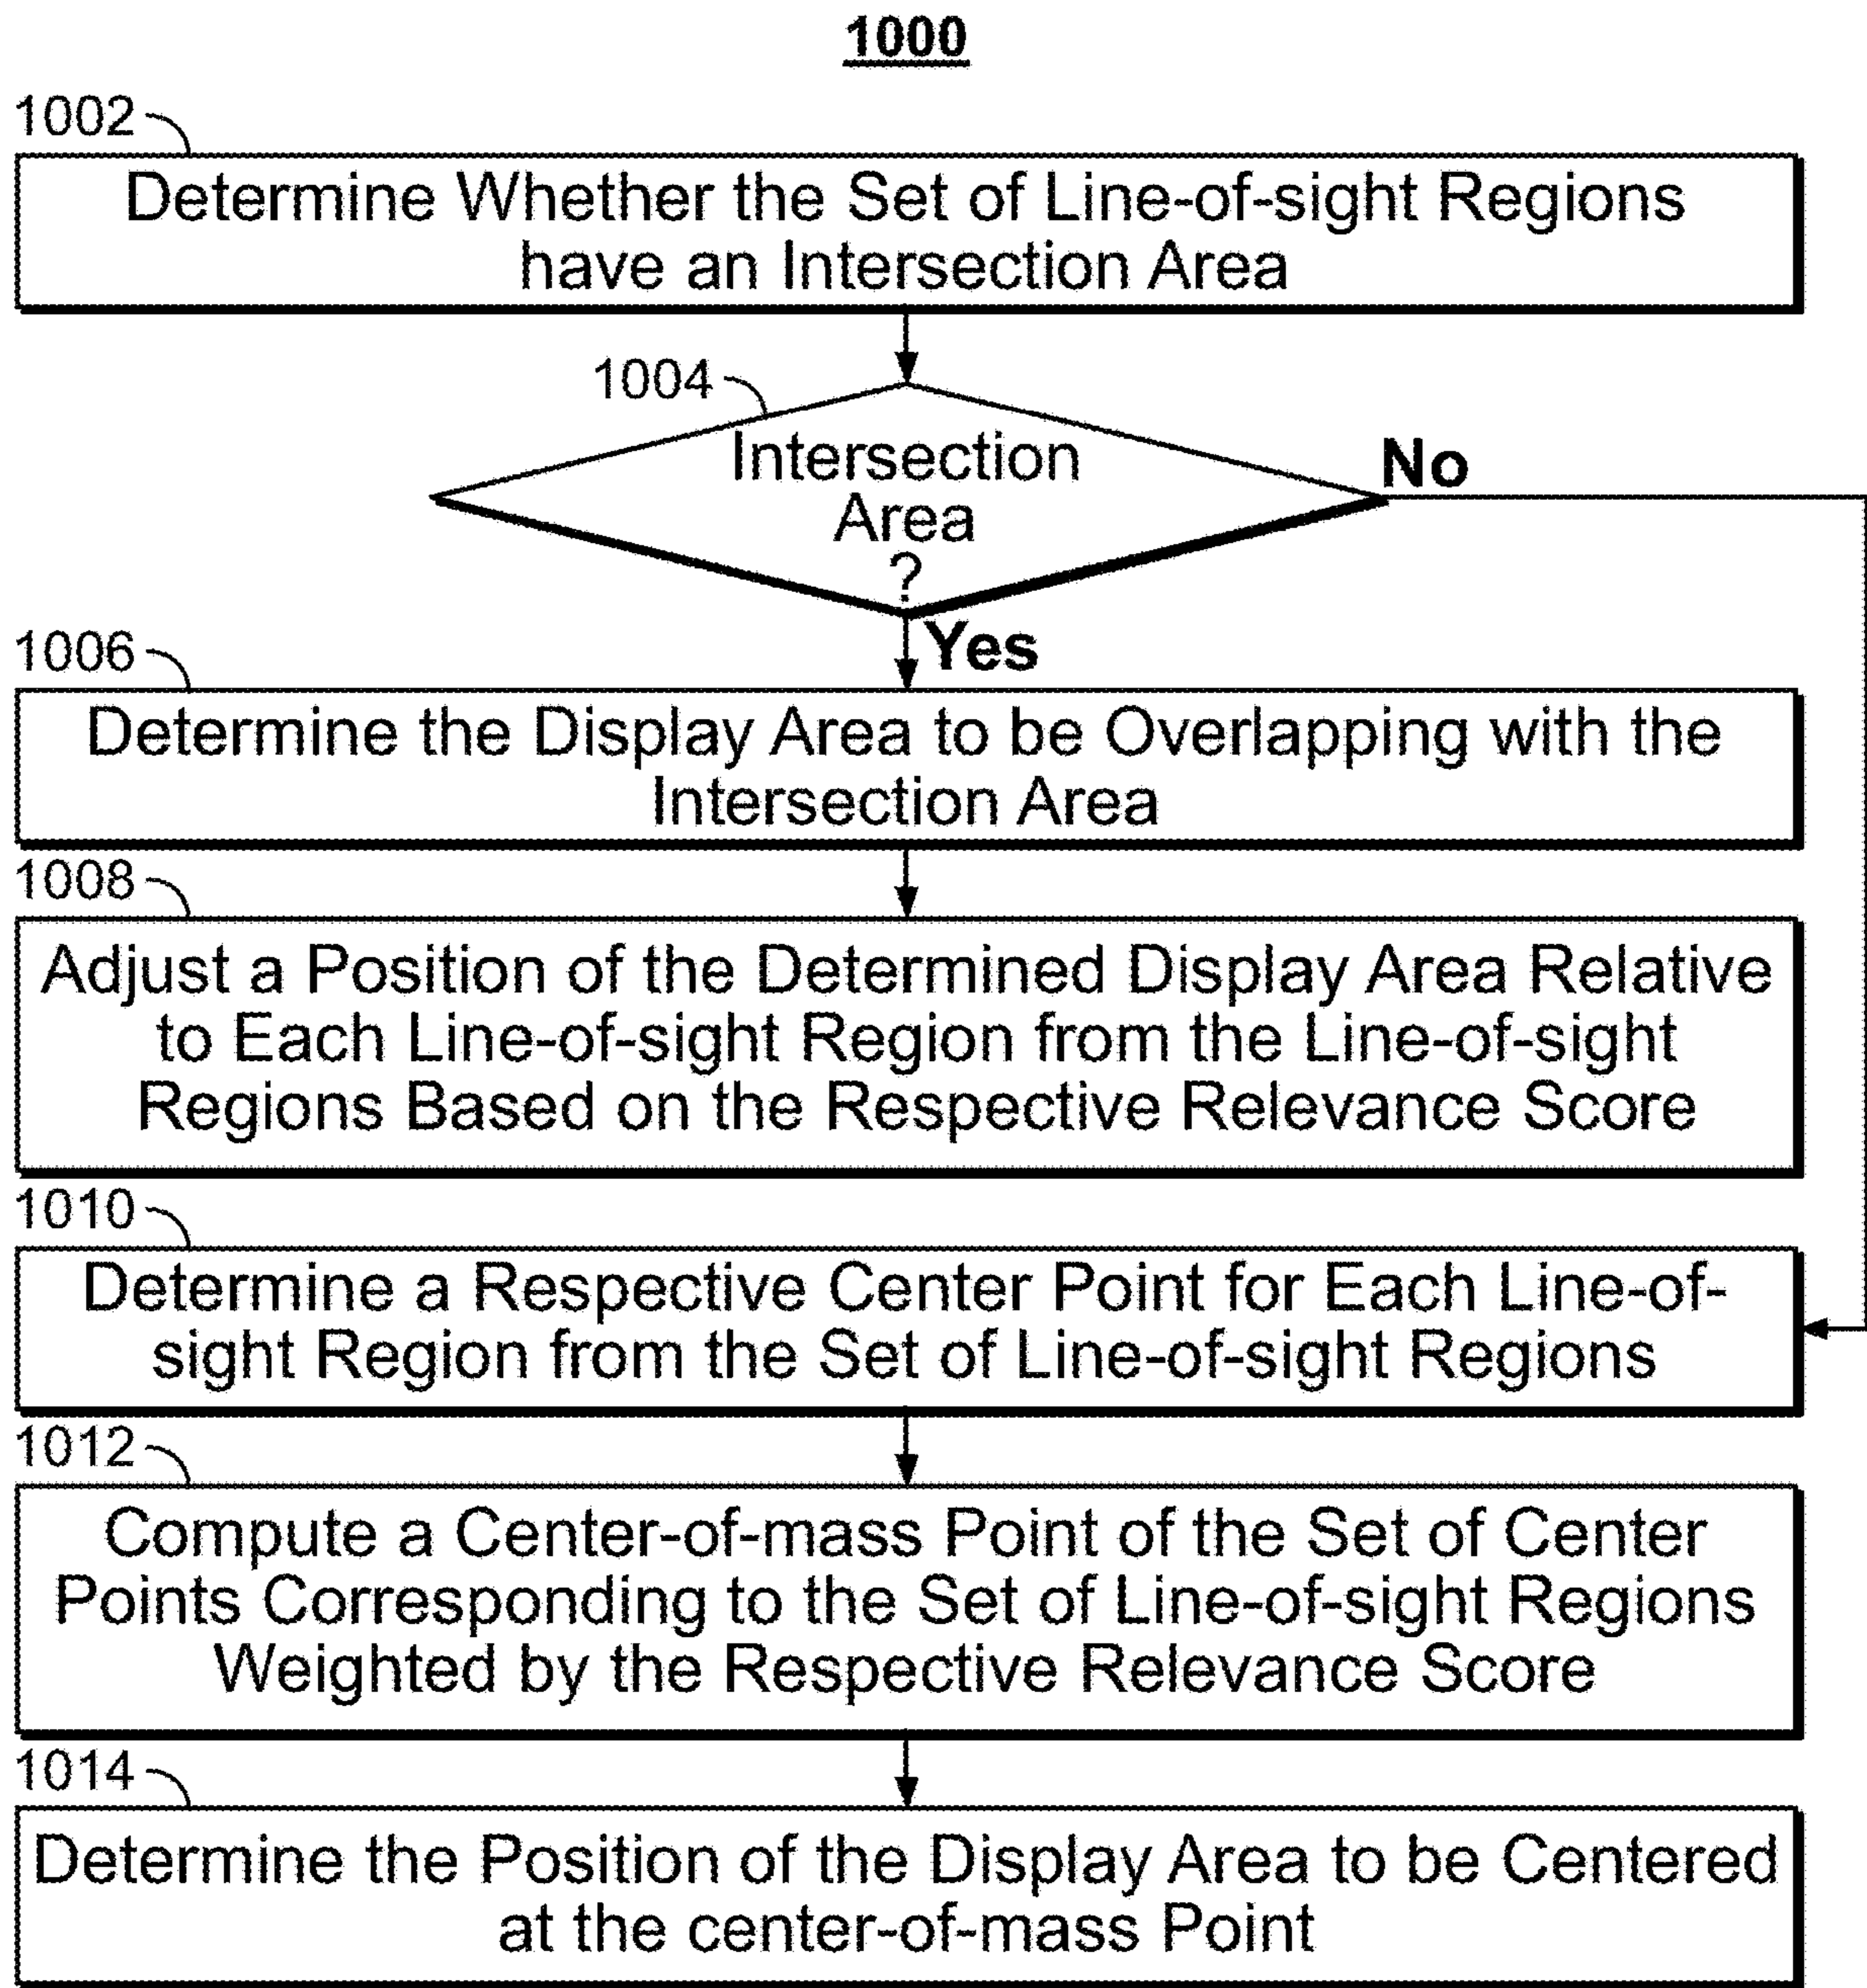 1000
1002
Determine Whether the Set of Line-of-sight Regions
have an Intersection Area
1004
Intersection
Area
?
No
Yes
1006
Determine the Display Area to be Overlapping with the
Intersection Area
1008
Adjust a Position of the Determined Display Area Relative
to Each Line-of-sight Region from the Line-of-sight
Regions Based on the Respective Relevance Score
1010
Determine a Respective Center Point for Each Line-of-
sight Region from the Set of Line-of-sight Regions
1012
Compute a Center-of-mass Point of the Set of Center
Points Corresponding to the Set of Line-of-sight Regions
Weighted by the Respective Relevance Score
1014
Determine the Position of the Display Area to be Centered
at the center-of-mass Point